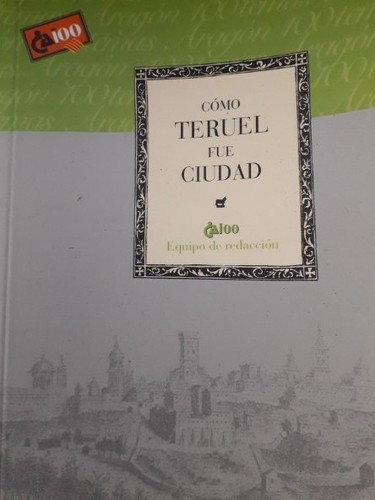 CA100
CÓMO
TERUEL
FUE
CIUDAD
CA100
Equipo de redacción